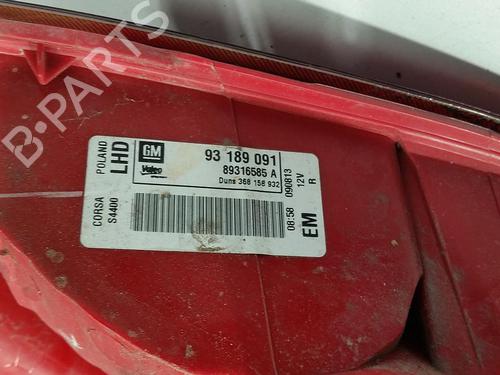 B-PARTS
POLAND
LHD
GM
Valeo
93 189 091
89316585 A
Duns 368 156 932
CORSA
S4400
08:58 090813
12V
R
EM